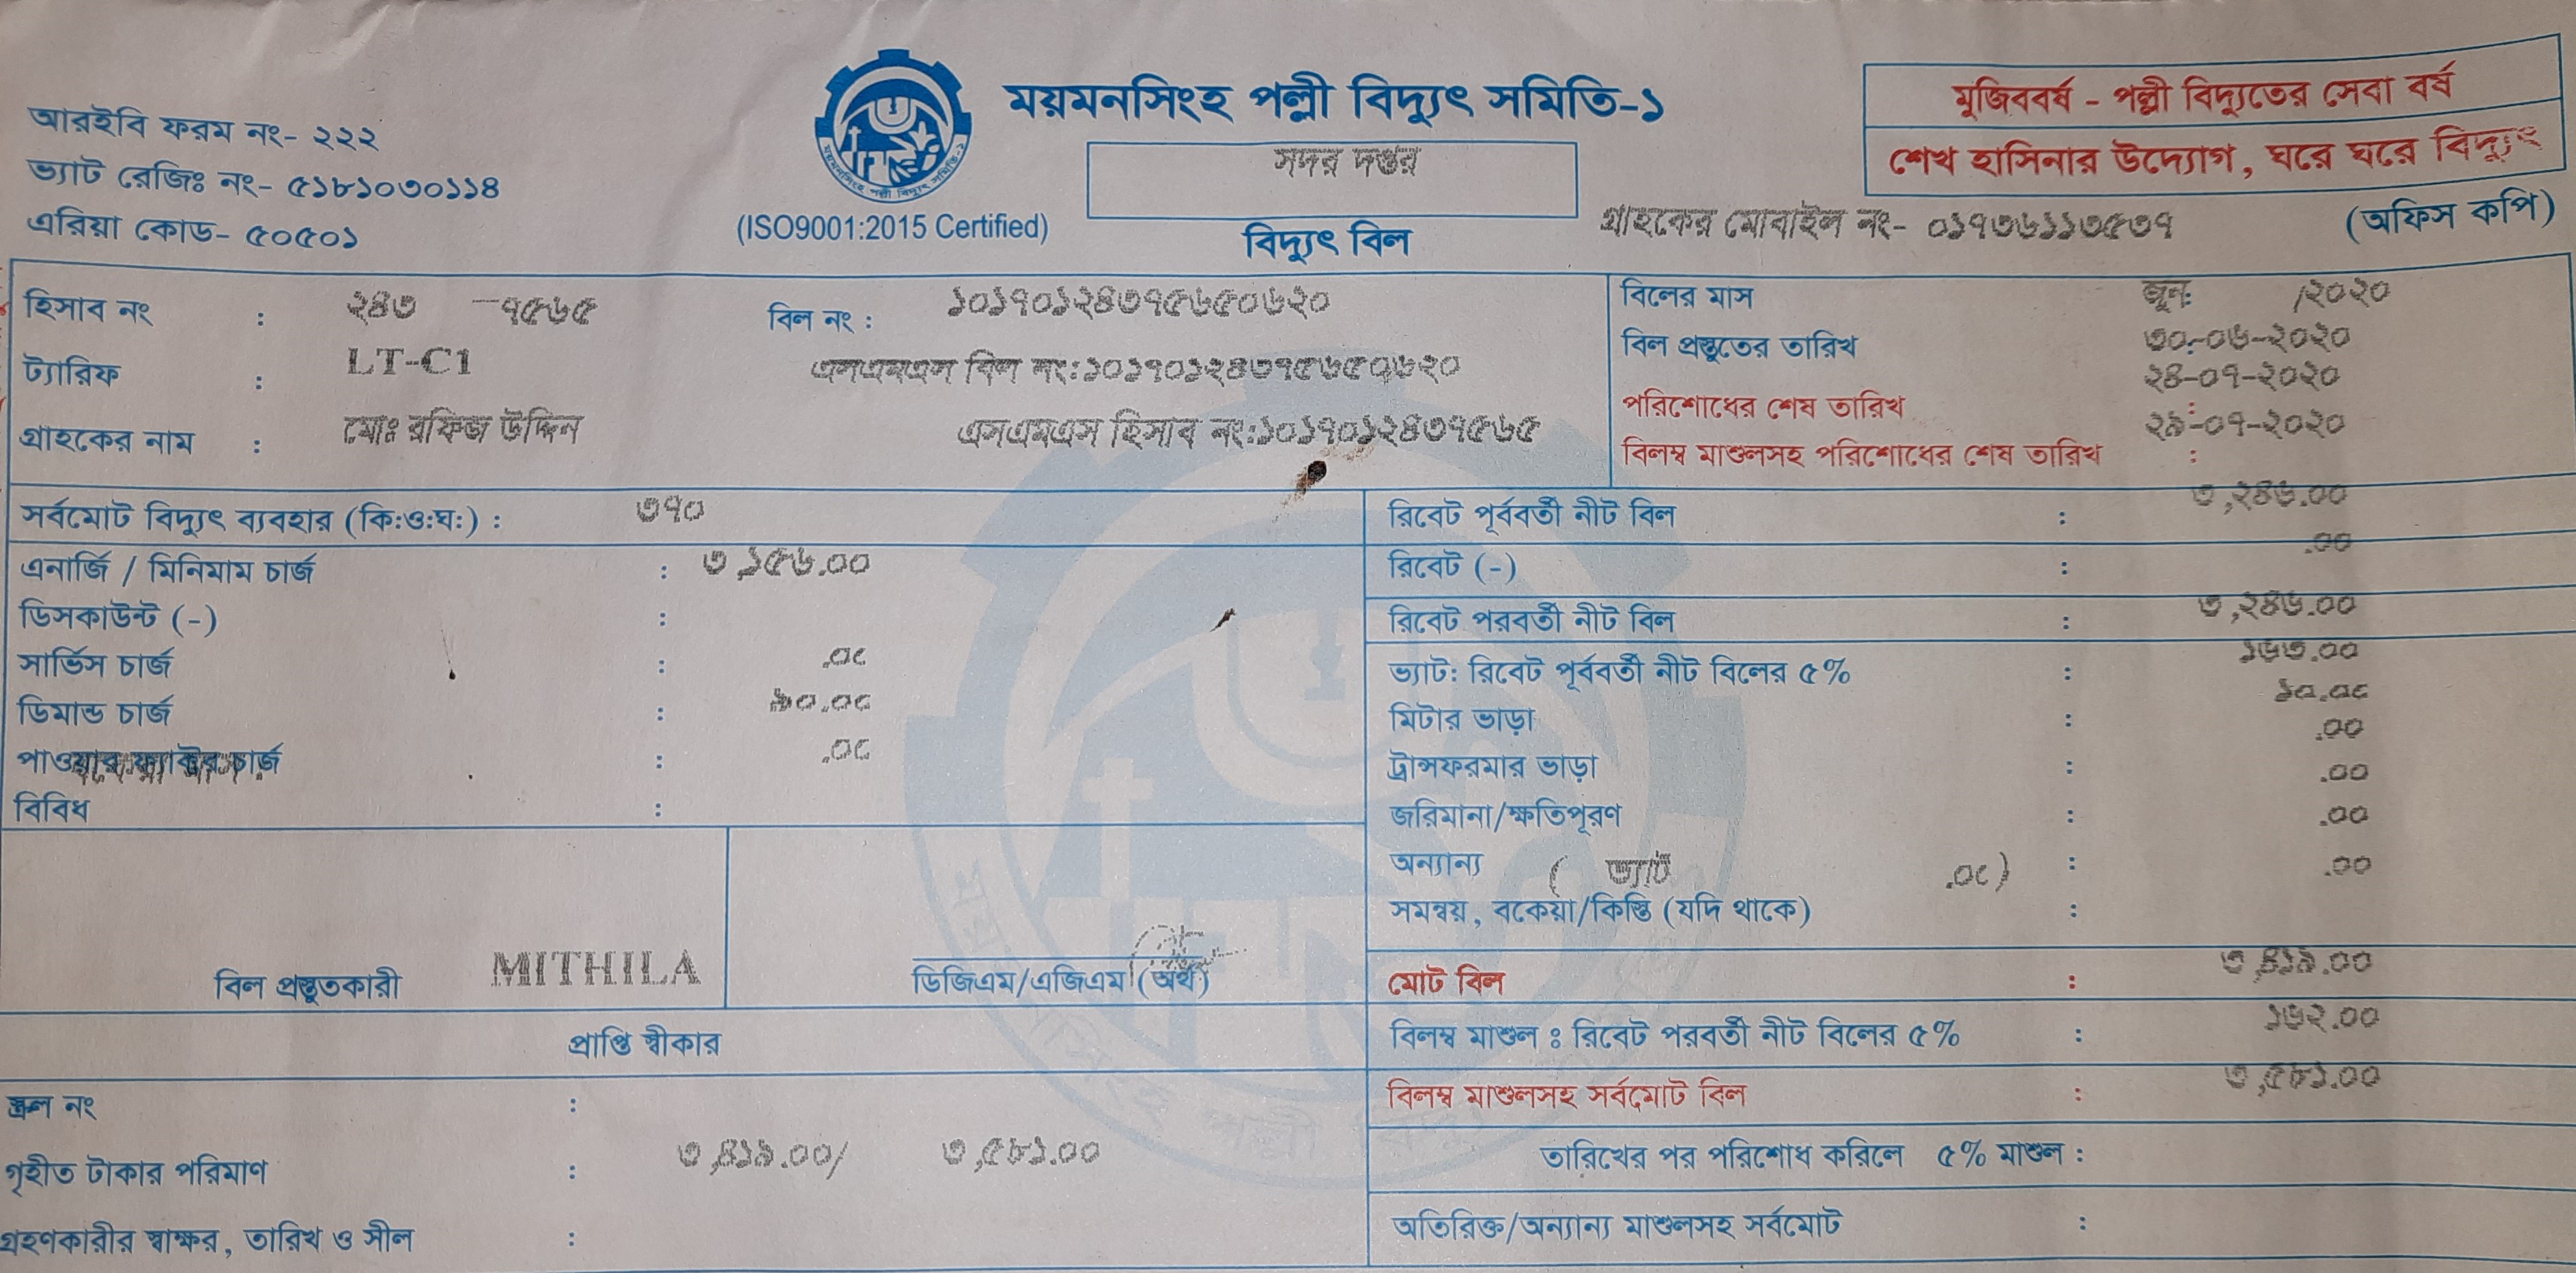 আরইবি ফরম নং- ২২২
ভ্যাট রেজিঃ নং- ৫১৮১০৩০১১৪
এরিয়া কোড- ৫০৫০১
(ISO9001:2015 Certified)
ময়মনসিংহ পল্লী বিদ্যুৎ সমিতি-১
সদর দপ্তর
বিদ্যুৎ বিল
মুজিববর্ষ - পল্লী বিদ্যুতের সেবা বর্ষ
শেখ হাসিনার উদ্যোগ, ঘরে ঘরে বিদ্যুৎ
গ্রাহকের মোবাইল নং- ০১৭৩৬১১৩৫৩৭ (অফিস কপি)
হিসাব নং : ২৪৩ -৭৫৬৫ বিল নং : ১০১৭০১২৪৩৭৫৬৫০৬২০
ট্যারিফ : LT-C1 এসএমএস বিল নং:১০১৭০১২৪৩৭৫৬৫০৬২০
গ্রাহকের নাম : মোঃ রফিজ উদ্দিন এসএমএস হিসাব নং:১০১৭০১২৪৩৭৫৬৫
বিলের মাস জুন /২০২০
বিল প্রস্তুতের তারিখ : ৩০-০৬-২০২০
পরিশোধের শেষ তারিখ : ২৪-০৭-২০২০
বিলম্ব মাশুলসহ পরিশোধের শেষ তারিখ : ২৯-০৭-২০২০
সর্বমোট বিদ্যুৎ ব্যবহার (কি:ও:ঘ:) : ৩৭০
এনার্জি / মিনিমাম চার্জ : ৩,১৫৬.০০
ডিসকাউন্ট (-) :
সার্ভিস চার্জ : .০০
ডিমান্ড চার্জ : ৯০.০০
পাওয়ার ফ্যাক্টর চার্জ : .০০
বিবিধ :
বিল প্রস্তুতকারী MITHILA
ডিজিএম/এজিএম (অর্থ)
প্রাপ্তি স্বীকার
স্ক্রল নং :
গৃহীত টাকার পরিমাণ : ৩,৪১৯.০০/ ৩,৫৮১.০০
গ্রহণকারীর স্বাক্ষর, তারিখ ও সীল :
রিবেট পূর্ববর্তী নীট বিল : ৩,২৪৬.০০
রিবেট (-) : .০০
রিবেট পরবর্তী নীট বিল : ৩,২৪৬.০০
ভ্যাট: রিবেট পূর্ববর্তী নীট বিলের ৫% : ১৬৩.০০
মিটার ভাড়া : ১০.০০
ট্রান্সফরমার ভাড়া : .০০
জরিমানা/ক্ষতিপূরণ : .০০
অন্যান্য ( ভ্যাট .০০) : .০০
সমন্বয়, বকেয়া/কিস্তি (যদি থাকে) : .০০
মোট বিল : ৩,৪১৯.০০
বিলম্ব মাশুল ঃ রিবেট পরবর্তী নীট বিলের ৫% : ১৬২.০০
বিলম্ব মাশুলসহ সর্বমোট বিল : ৩,৫৮১.০০
তারিখের পর পরিশোধ করিলে ৫% মাশুল :
অতিরিক্ত/অন্যান্য মাশুলসহ সর্বমোট :